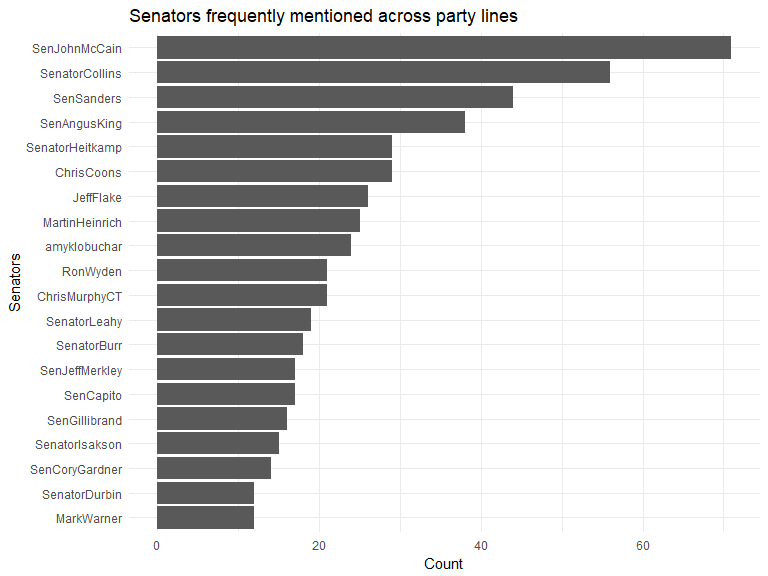 Senators frequently mentioned across party lines
SenJohnMcCain
SenatorCollins
SenSanders
SenAngusKing
SenatorHeitkamp
ChrisCoons
JeffFlake
MartinHeinrich
amyklobuchar
RonWyden
ChrisMurphyCT
SenatorLeahy
SenatorBurr
SenJeffMerkley
SenCapito
SenGillibrand
SenatorIsakson
SenCoryGardner
SenatorDurbin
MarkWarner
Senators
0 20 40 60
Count